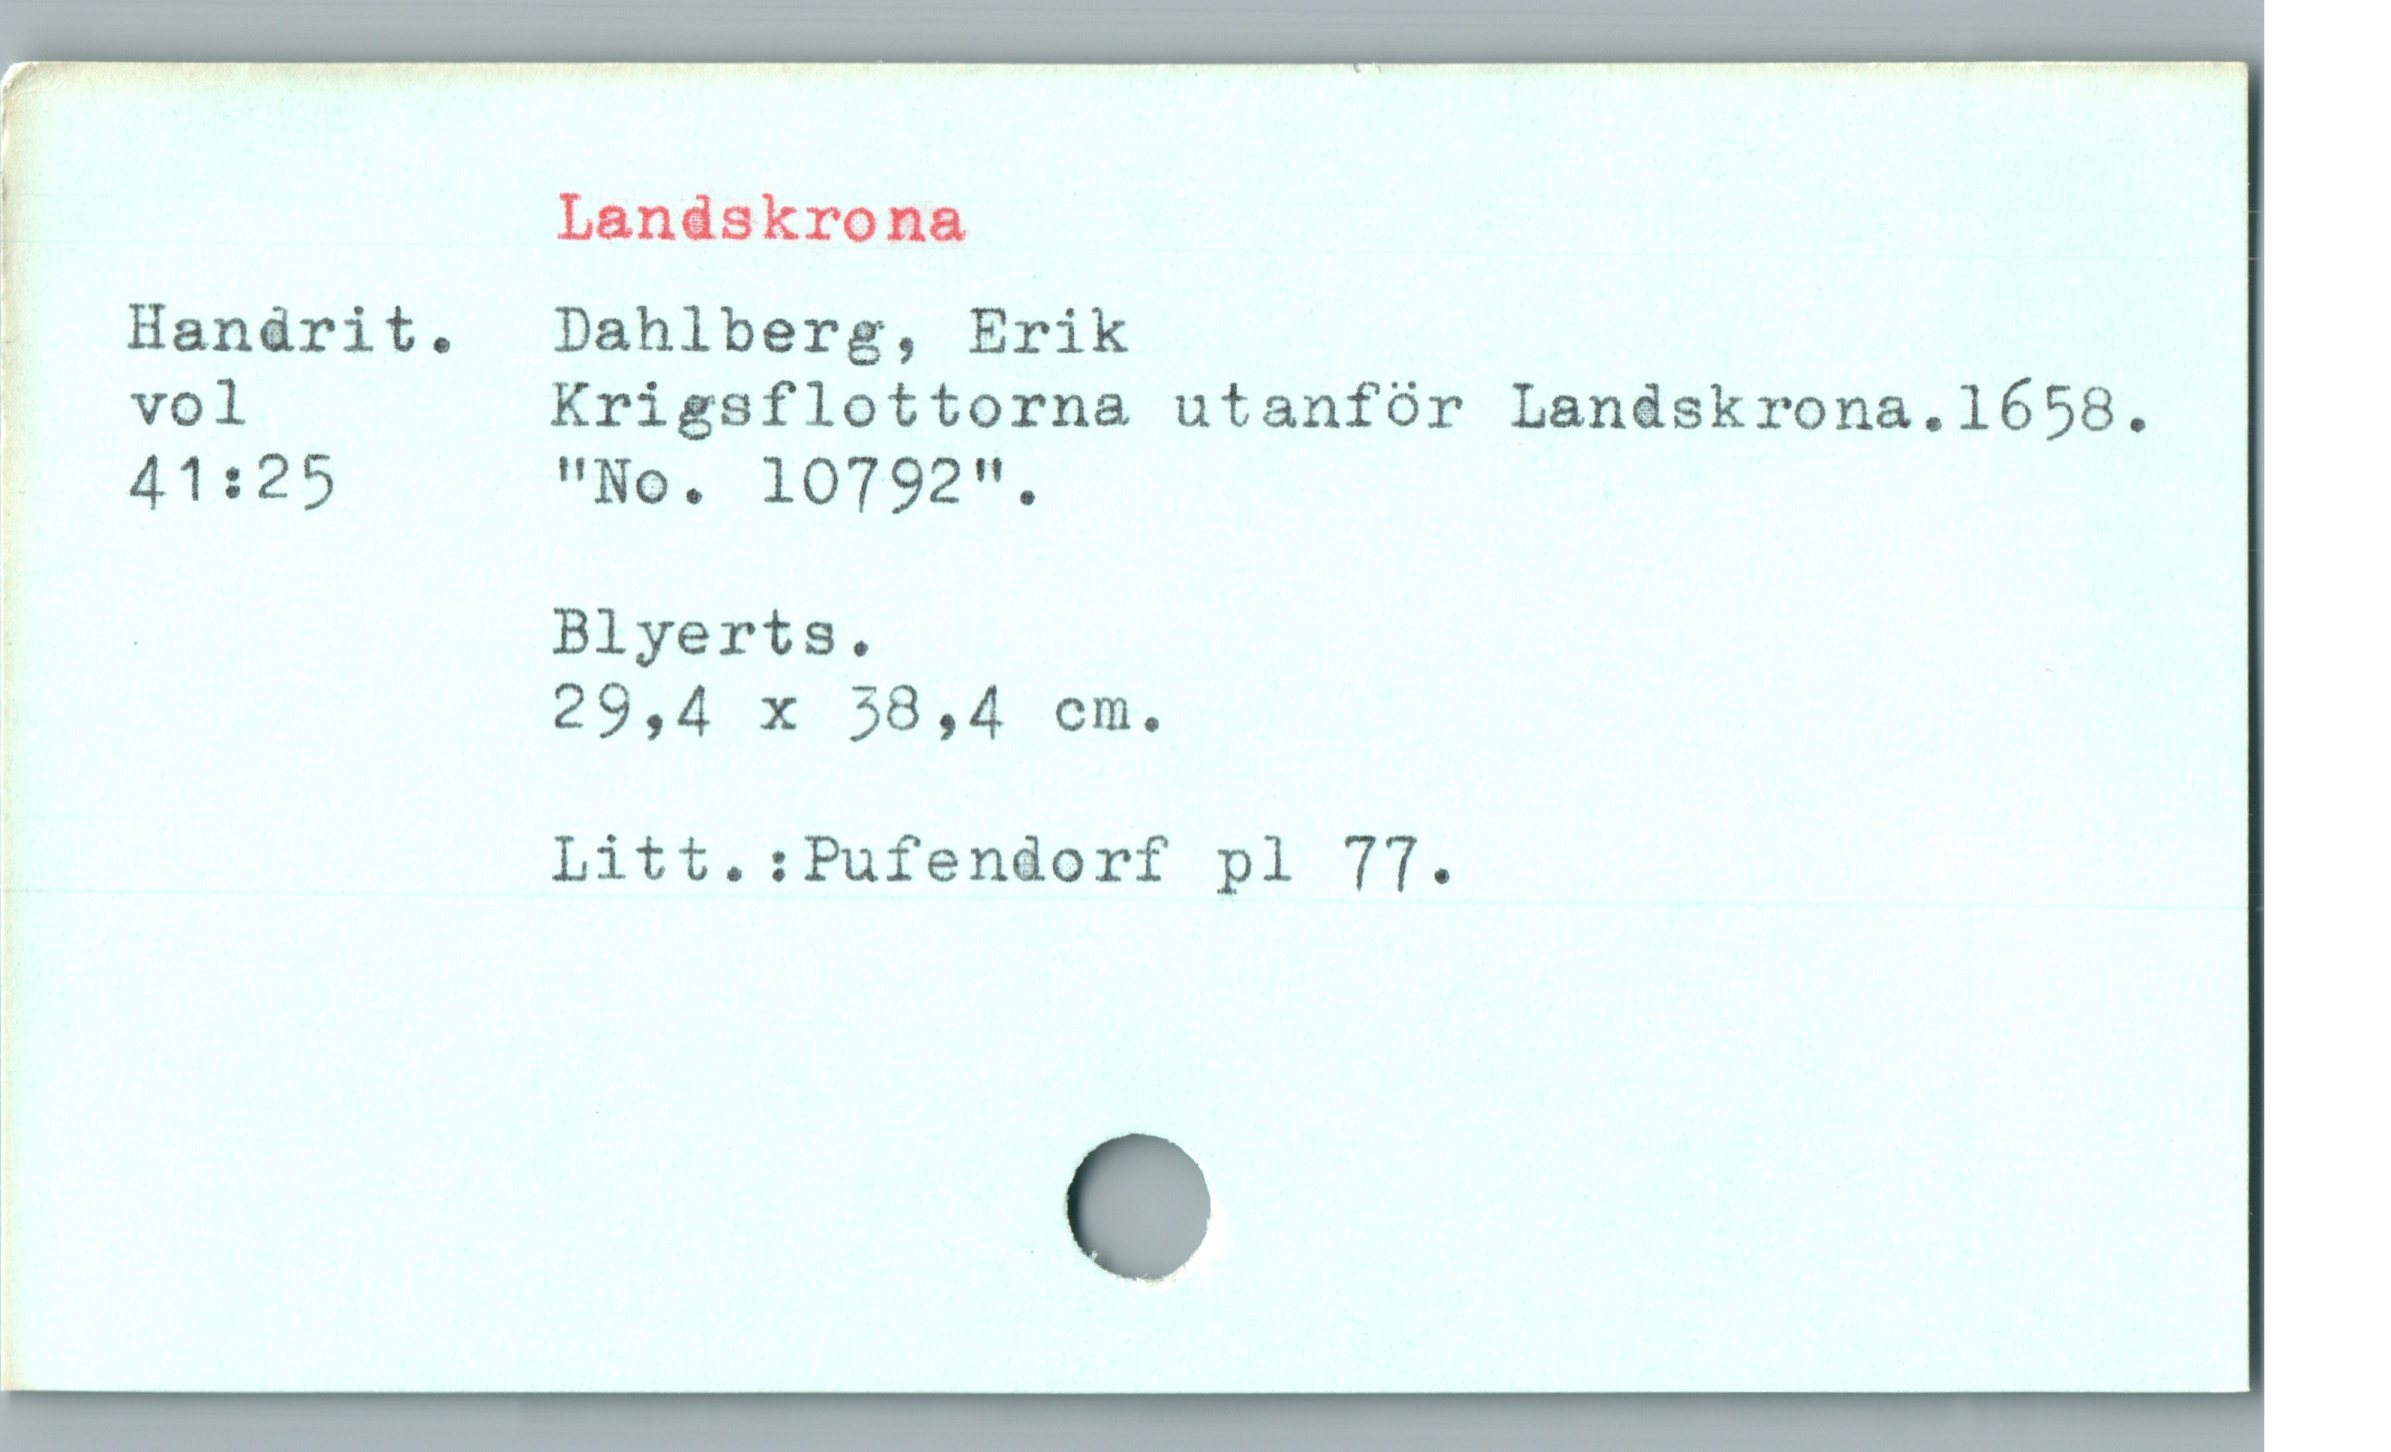 Landskrona
Handrit. Dahlberg, Erik
vol Krigsflottorna utanför Landskrona.1658.
41:25 "No. 10792".
Blyerts.
29,4 x 38,4 cm.
Litt.:Pufendorf pl 77.